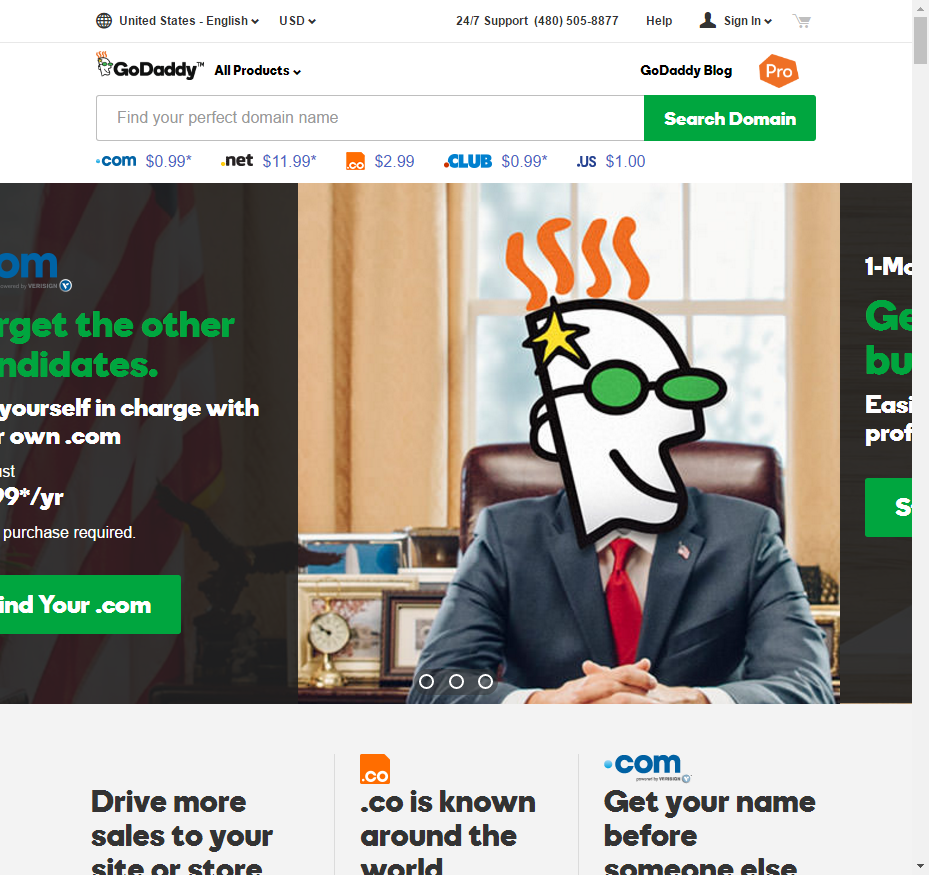 United States - English USD 24/7 Support (480) 505-8877 Help Sign In
GoDaddy™ All Products GoDaddy Blog Pro
Find your perfect domain name Search Domain
.com $0.99* .net $11.99* .co $2.99 .CLUB $0.99* .US $1.00
om
powered by VERISIGN
rget the other
ndidates.
yourself in charge with
r own .com
ust
99*/yr
purchase required.
ind Your .com
1-Mo
Ge
bu
Easi
prof
S
Drive more
sales to your
site or store
.co
.co is known
around the
world
.com
powered by VERISIGN
Get your name
before
someone else